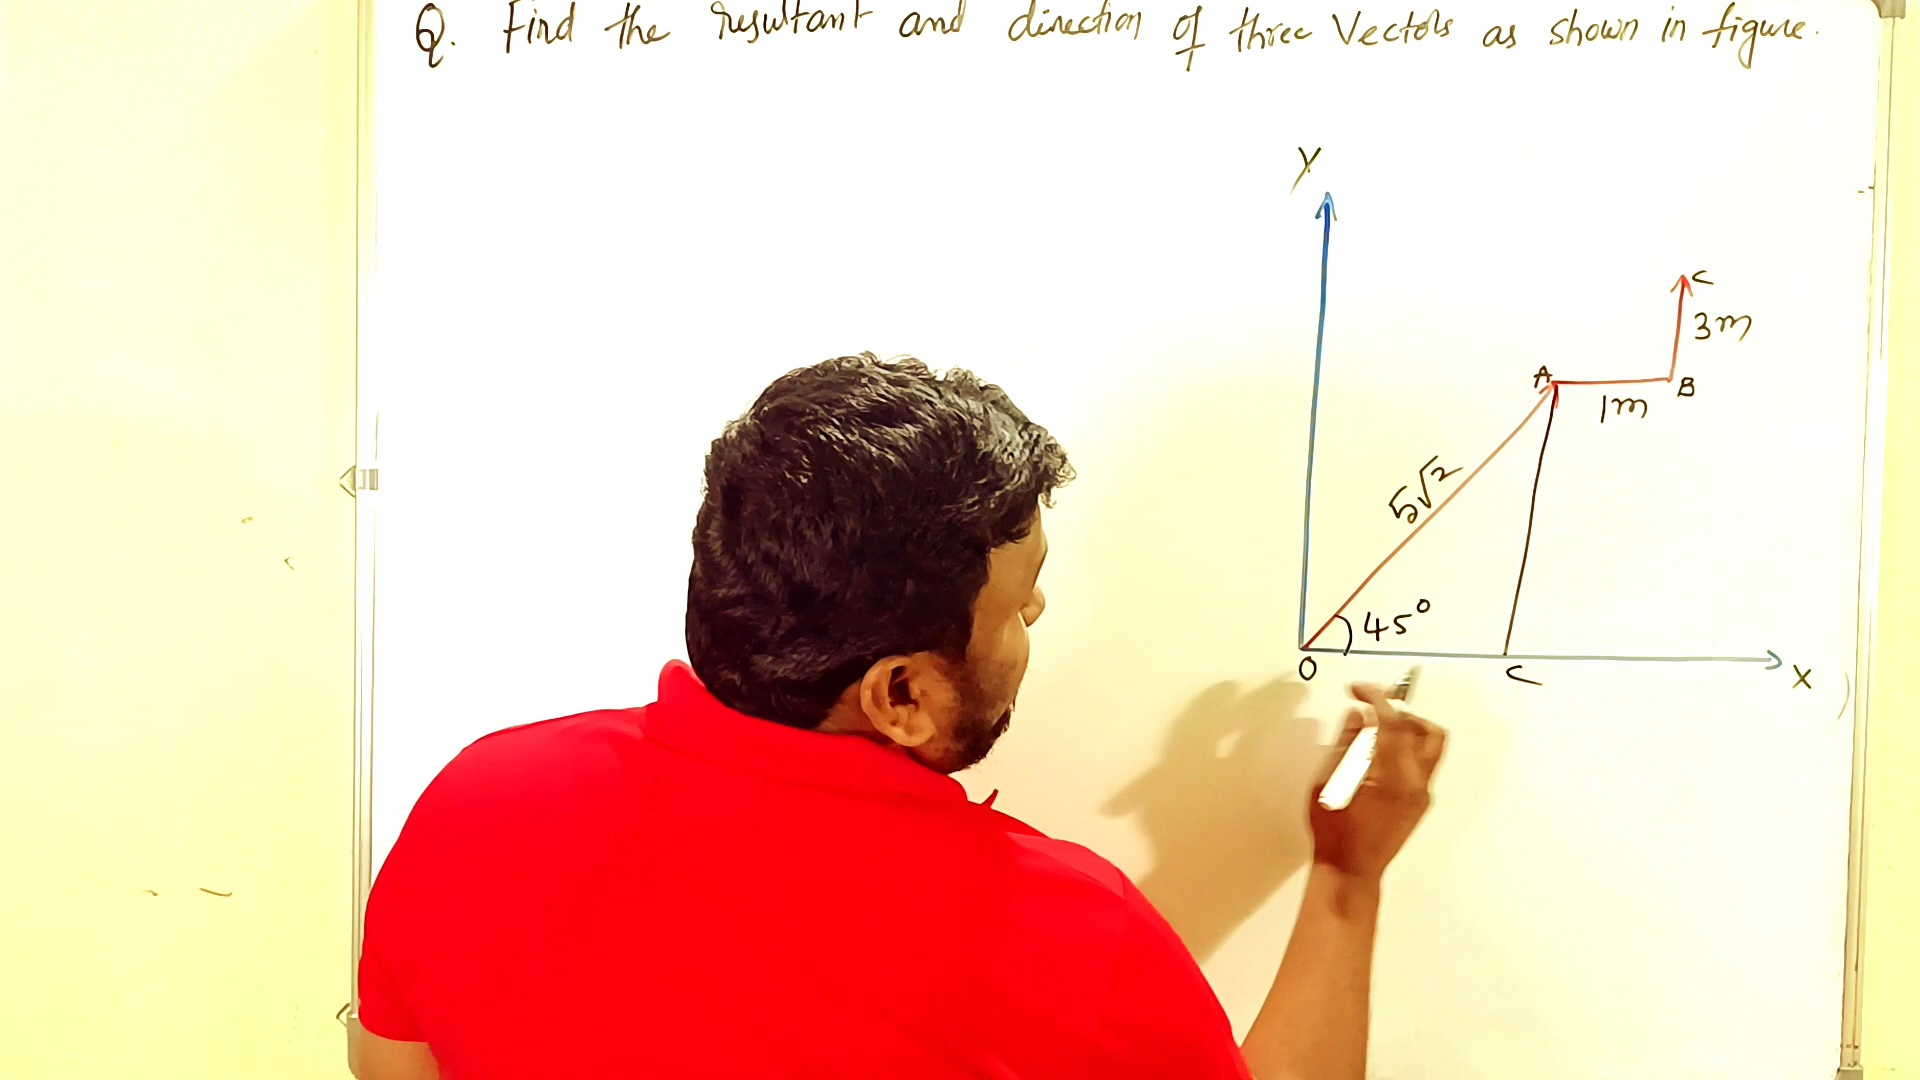 Q. Find the resultant and direction of three Vectors as shown in figure.
Y
C
3m
A
B
1m
5√2
45°
O
C
X